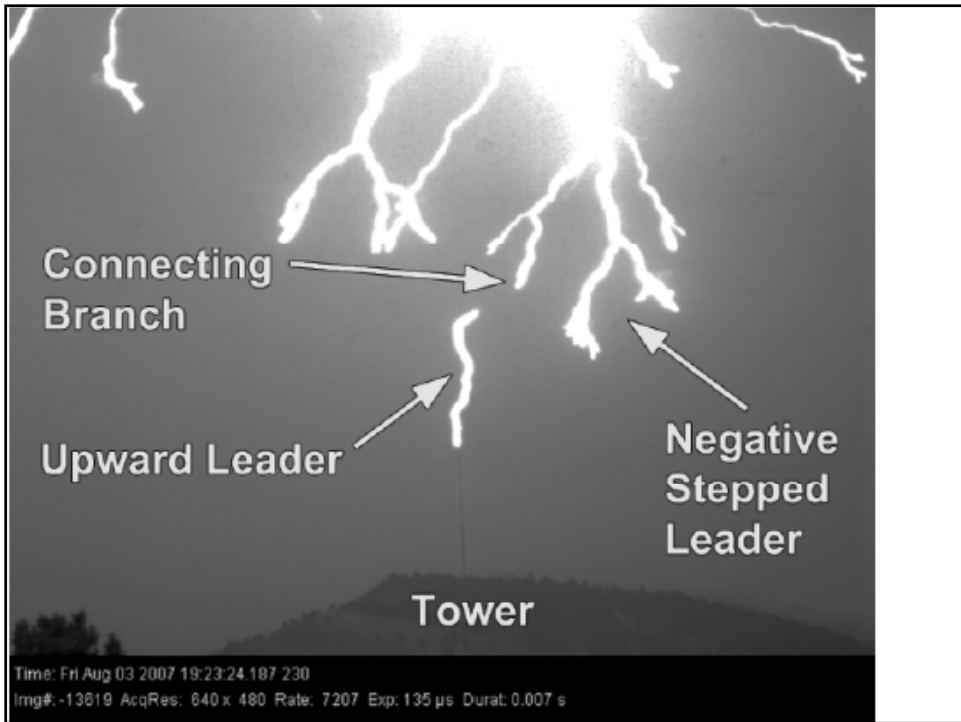 Connecting
Branch
Upward Leader
Negative
Stepped
Leader
Tower
Time: Fri Aug 03 2007 19:23:24.187 230
Img#: -13619 AcqRes: 640 x 480 Rate: 7207 Exp: 135 µs Durat: 0.007 s